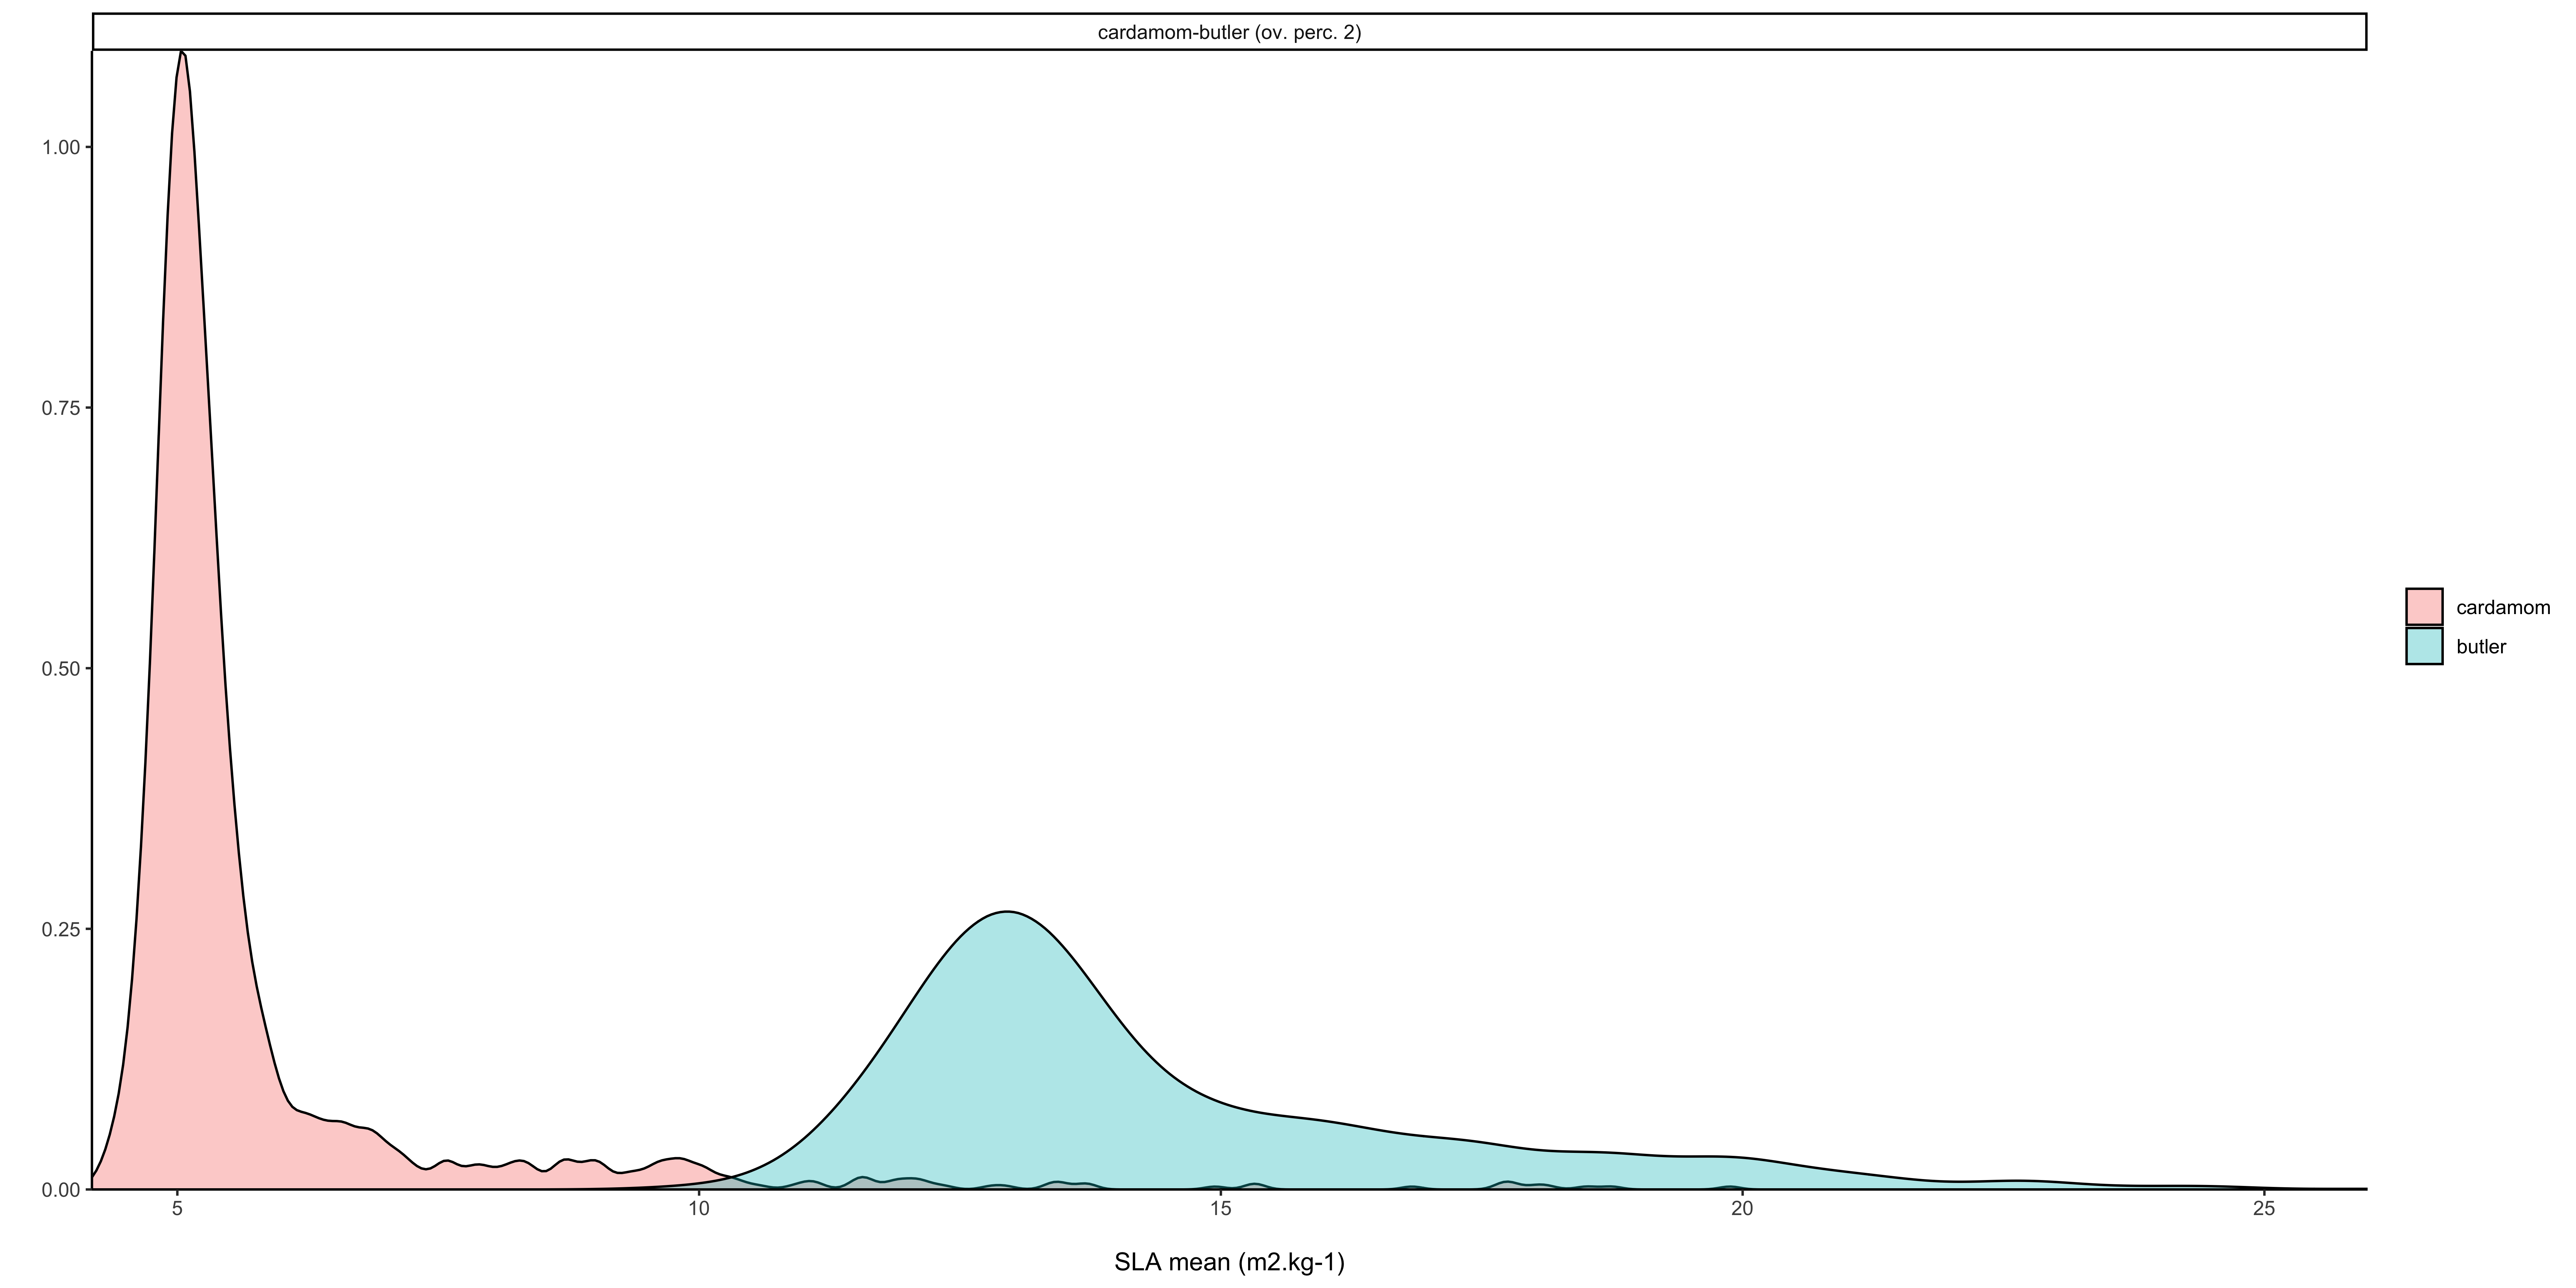 cardamom-butler (ov. perc. 2)
1.00
0.75
0.50
0.25
0.00
5
10
15
20
25
SLA mean (m2.kg-1)
cardamom
butler